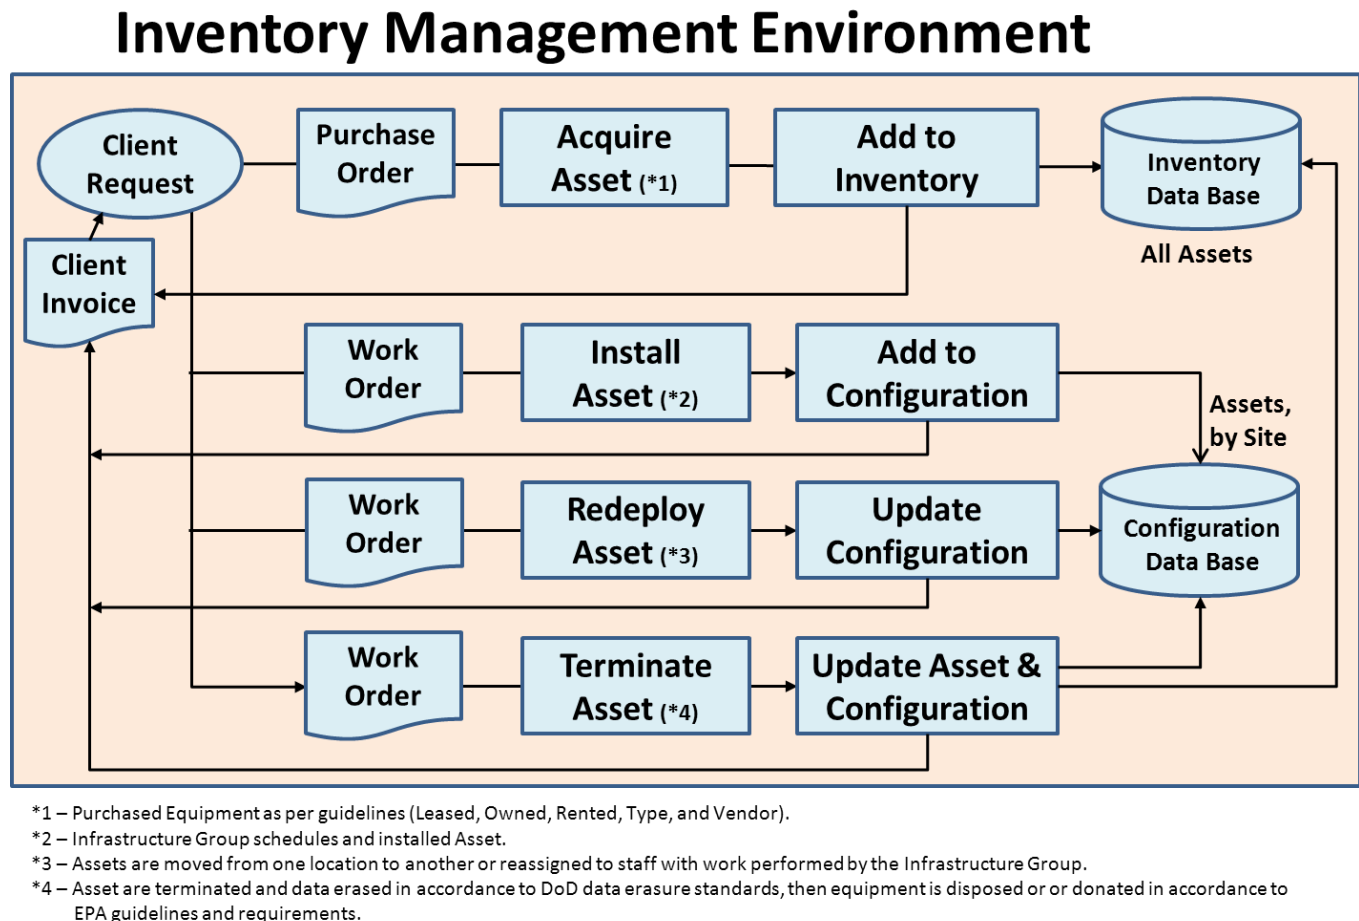 Inventory Management Environment
Client
Request
Purchase
Order
Acquire
Asset (*1)
Add to
Inventory
Inventory
Data Base
All Assets
Client
Invoice
Work
Order
Install
Asset (*2)
Add to
Configuration
Assets,
by Site
Work
Order
Redeploy
Asset (*3)
Update
Configuration
Configuration
Data Base
Work
Order
Terminate
Asset (*4)
Update Asset &
Configuration
*1 – Purchased Equipment as per guidelines (Leased, Owned, Rented, Type, and Vendor).
*2 – Infrastructure Group schedules and installed Asset.
*3 – Assets are moved from one location to another or reassigned to staff with work performed by the Infrastructure Group.
*4 – Asset are terminated and data erased in accordance to DoD data erasure standards, then equipment is disposed or or donated in accordance to
EPA guidelines and requirements.